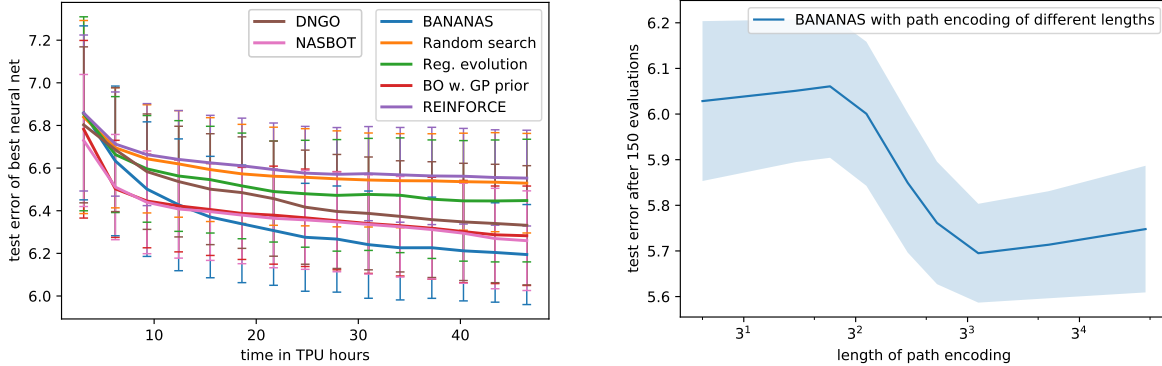 DNGO
NASBOT
BANANAS
Random search
Reg. evolution
BO w. GP prior
REINFORCE
7.2
7.0
6.8
6.6
6.4
6.2
6.0
10
20
30
40
time in TPU hours
test error of best neural net
BANANAS with path encoding of different lengths
6.2
6.1
6.0
5.9
5.8
5.7
5.6
3¹
3²
3³
3⁴
length of path encoding
test error after 150 evaluations